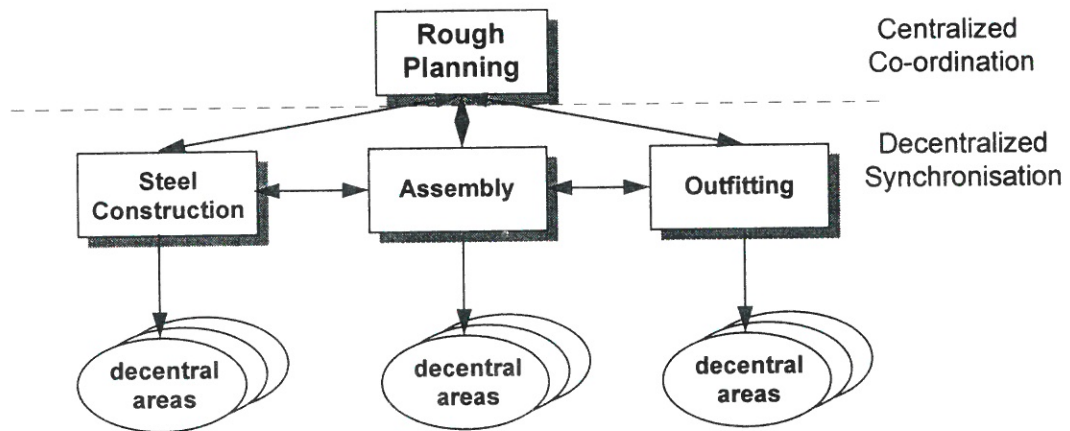 Rough
Planning
Centralized
Co-ordination
Decentralized
Synchronisation
Steel
Construction
Assembly
Outfitting
decentral
areas
decentral
areas
decentral
areas